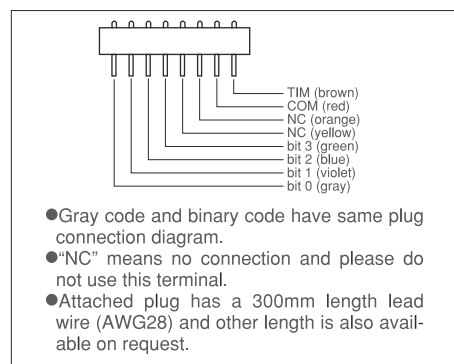 TIM (brown)
COM (red)
NC (orange)
NC (yellow)
bit 3 (green)
bit 2 (blue)
bit 1 (violet)
bit 0 (gray)
●Gray code and binary code have same plug
connection diagram.
●“NC” means no connection and please do
not use this terminal.
●Attached plug has a 300mm length lead
wire (AWG28) and other length is also avail-
able on request.